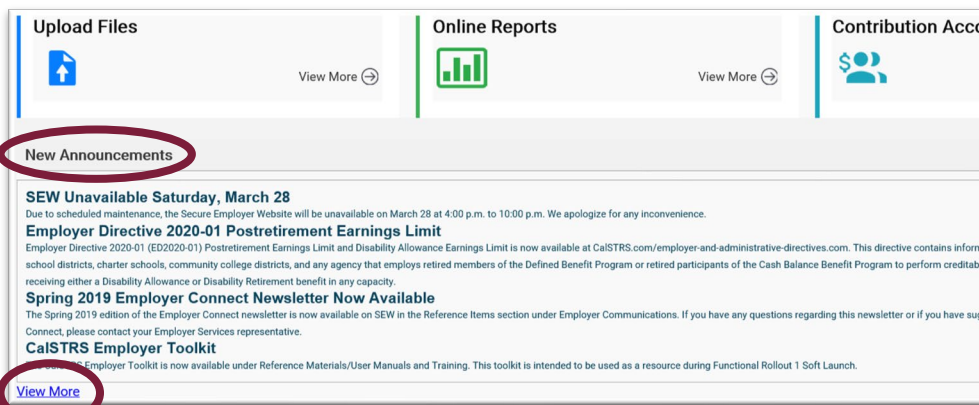 Upload Files
View More
Online Reports
View More
Contribution Acco
New Announcements
SEW Unavailable Saturday, March 28
Due to scheduled maintenance, the Secure Employer Website will be unavailable on March 28 at 4:00 p.m. to 10:00 p.m. We apologize for any inconvenience.
Employer Directive 2020-01 Postretirement Earnings Limit
Employer Directive 2020-01 (ED2020-01) Postretirement Earnings Limit and Disability Allowance Earnings Limit is now available at CalSTRS.com/employer-and-administrative-directives.com. This directive contains inforn
school districts, charter schools, community college districts, and any agency that employs retired members of the Defined Benefit Program or retired participants of the Cash Balance Benefit Program to perform creditab
receiving either a Disability Allowance or Disability Retirement benefit in any capacity.
Spring 2019 Employer Connect Newsletter Now Available
The Spring 2019 edition of the Employer Connect newsletter is now available on SEW in the Reference Items section under Employer Communications. If you have any questions regarding this newsletter or if you have sug
Connect, please contact your Employer Services representative.
CalSTRS Employer Toolkit
Employer Toolkit is now available under Reference Materials/User Manuals and Training. This toolkit is intended to be used as a resource during Functional Rollout 1 Soft Launch.
View More